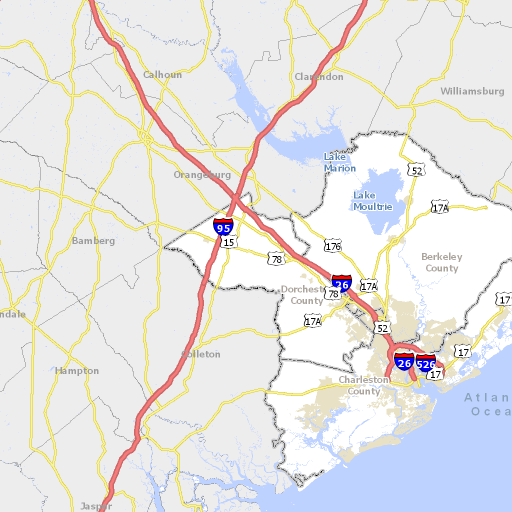 Calhoun
Clarendon
Williamsburg
Lake
Marion
52
Orangeburg
Lake
Moultrie
17A
95
15
176
Bamberg
78
Berkeley
County
Dorchester
County
26
17A
78
17
ndale
17A
52
Colleton
17
26
526
Hampton
17
Charleston
County
Atlan
Ocea
Jasper